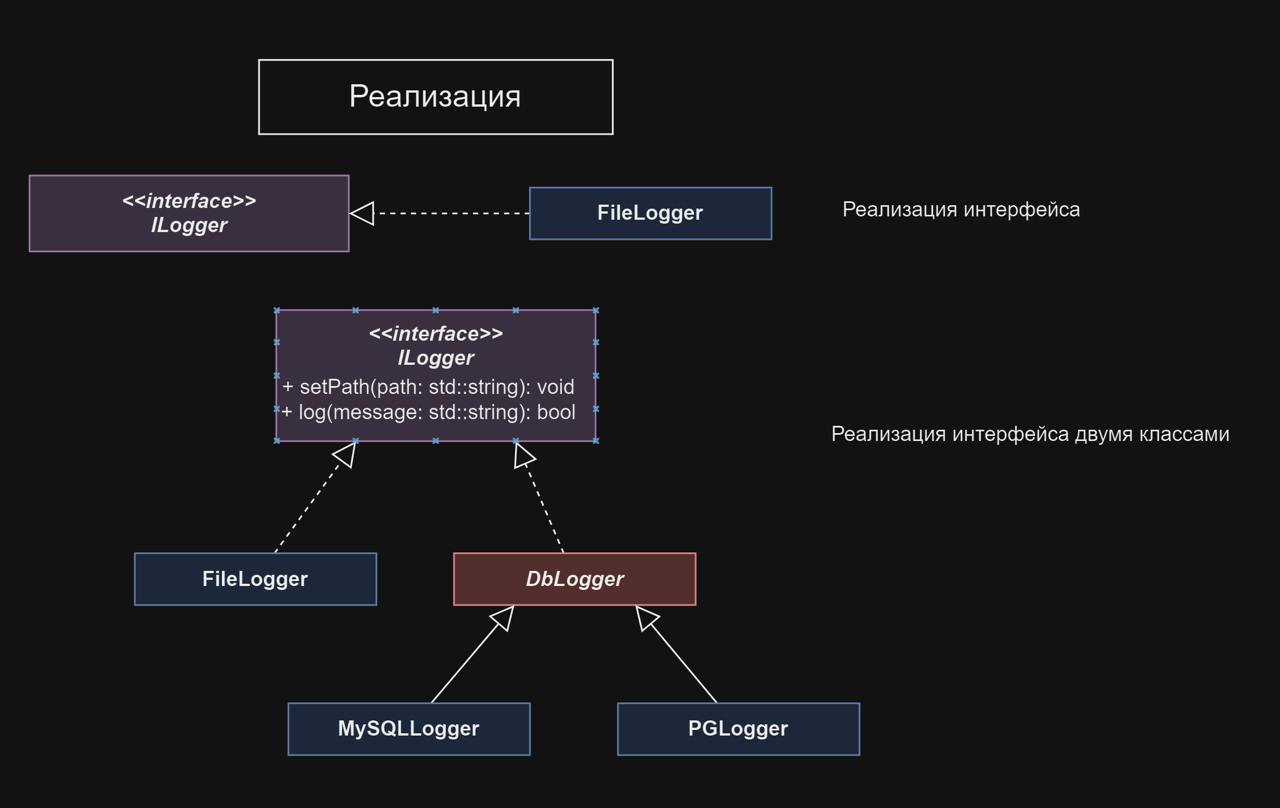 Реализация
<<interface>>
ILogger
FileLogger
Реализация интерфейса
<<interface>>
ILogger
+ setPath(path: std::string): void
+ log(message: std::string): bool
Реализация интерфейса двумя классами
FileLogger
DbLogger
MySQLLogger
PGLogger